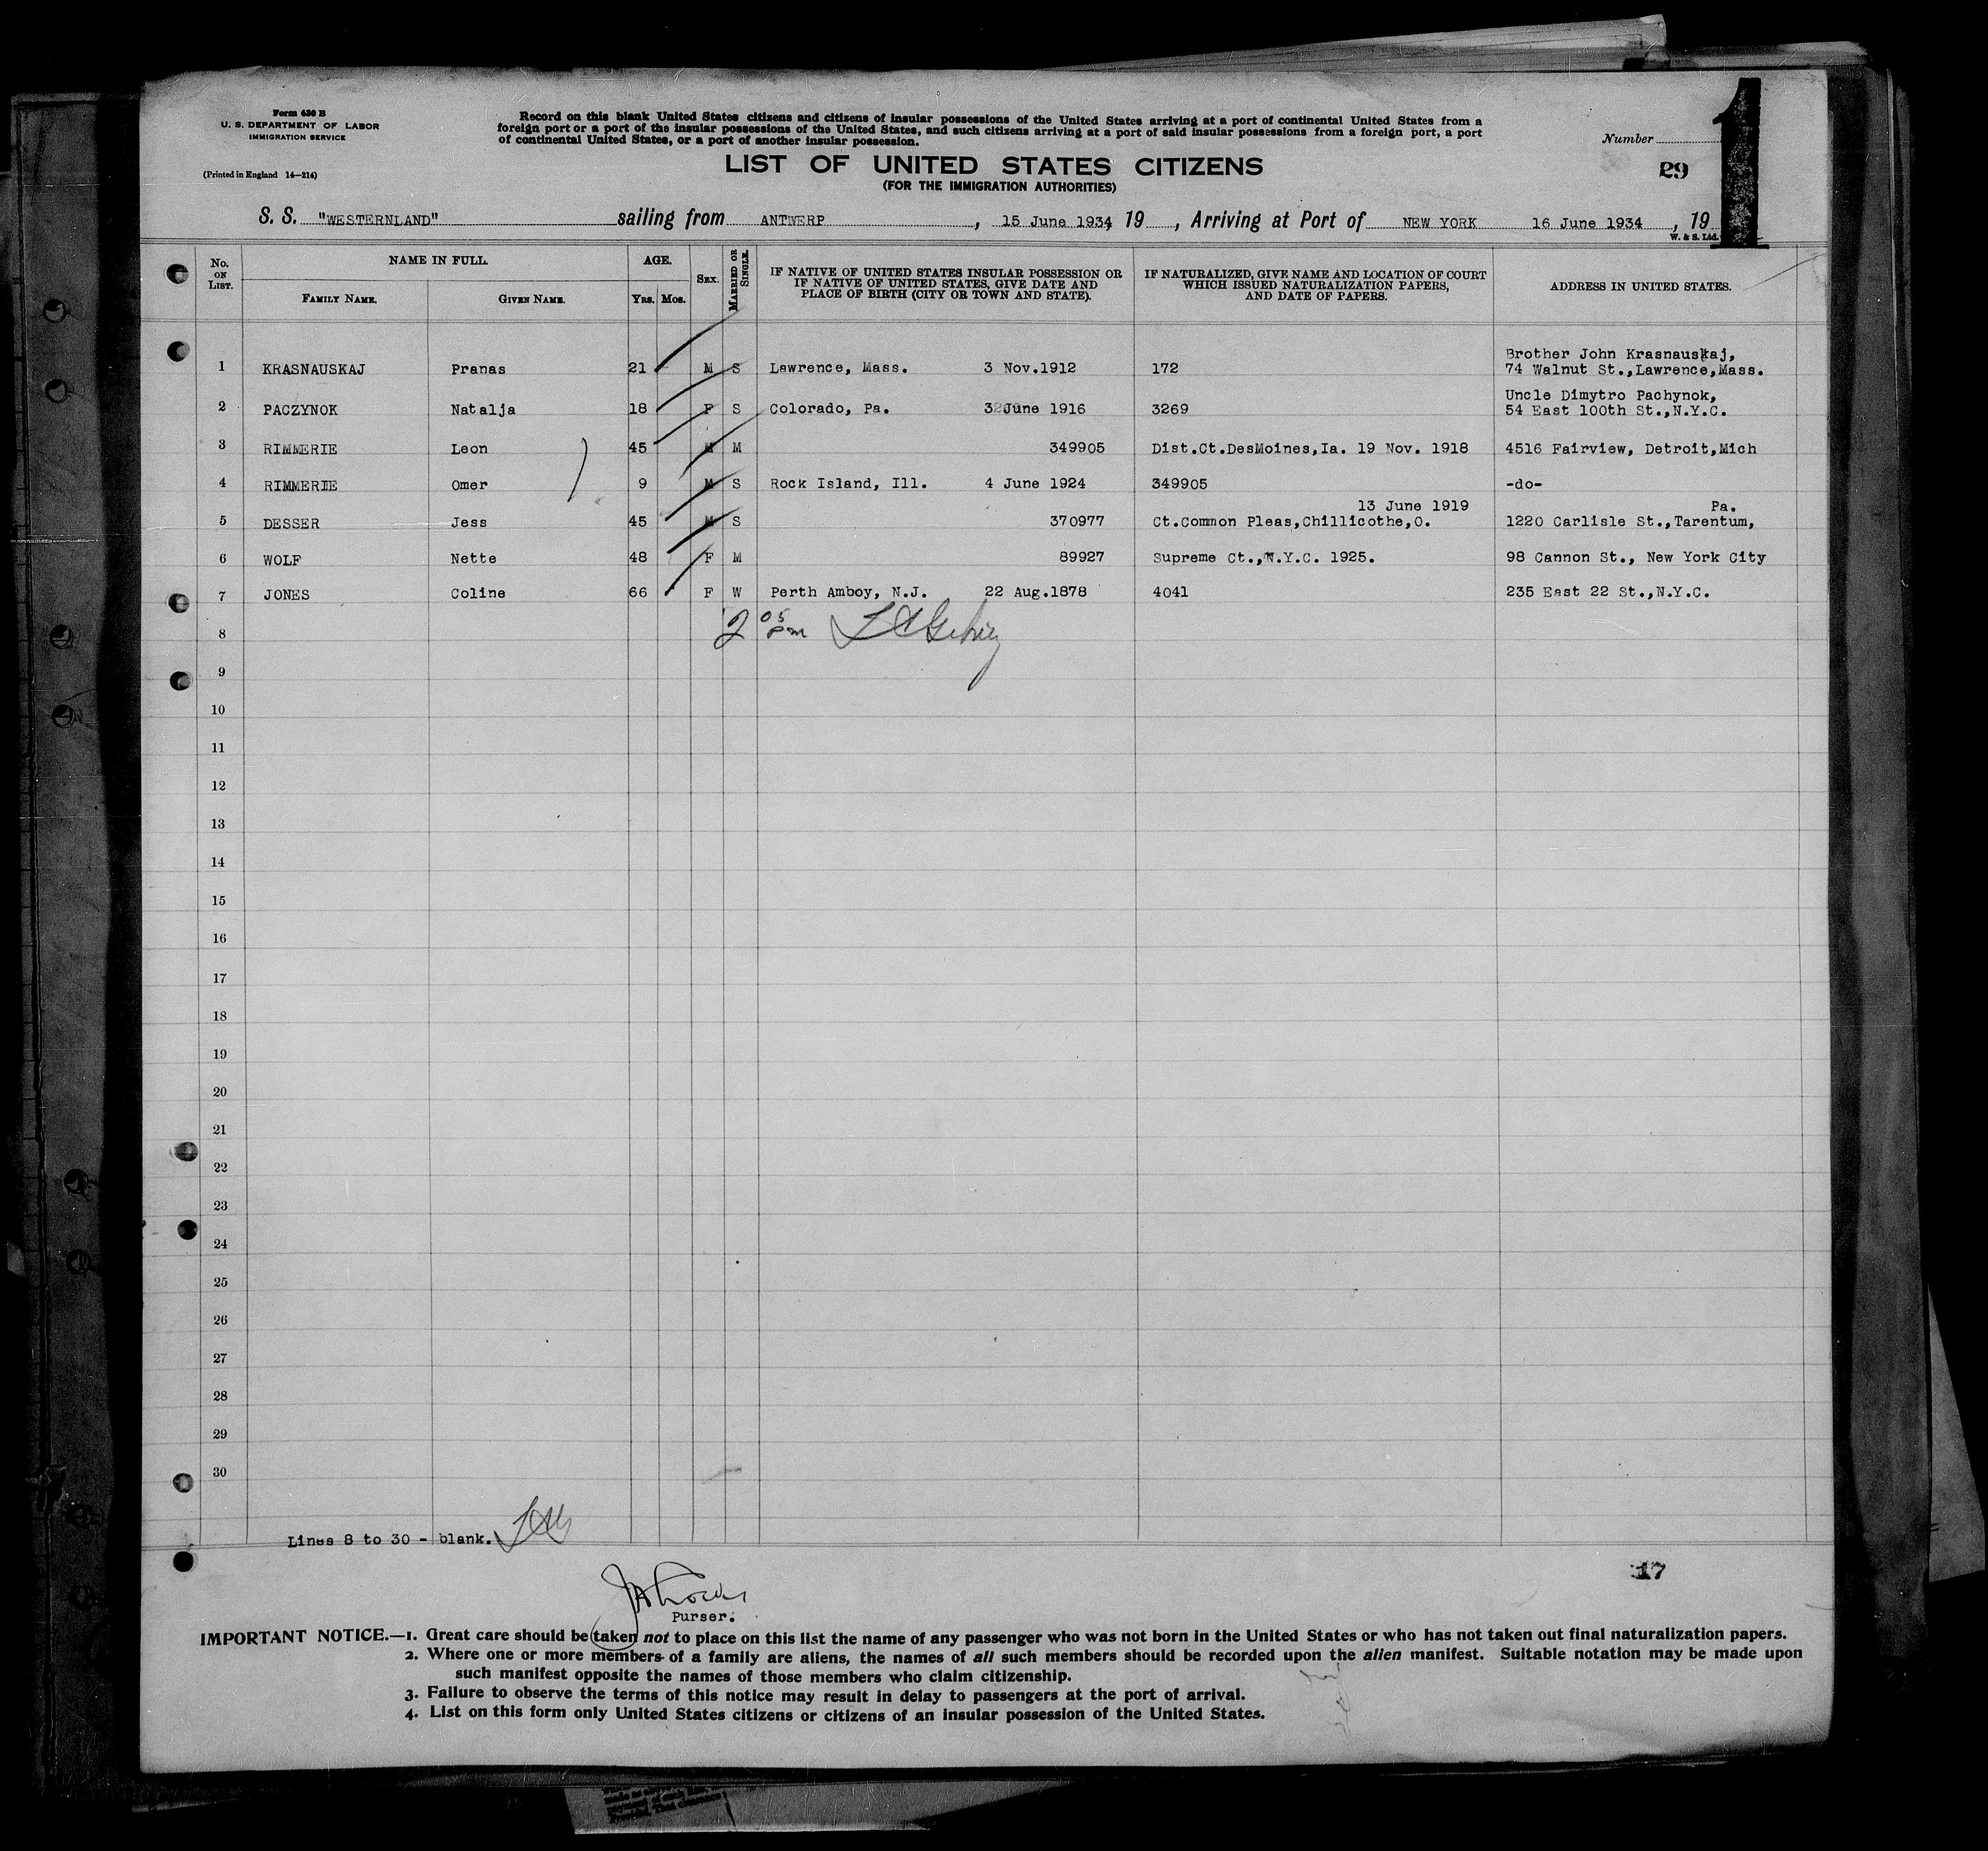 Form 630 B
U. S. DEPARTMENT OF LABOR
IMMIGRATION SERVICE
(Printed in England 14—214)
Record on this blank United States citizens and citizens of insular possessions of the United States arriving at a port of continental United States from a
foreign port or a port of the insular possessions of the United States, and such citizens arriving at a port of said insular possessions from a foreign port, a port
of continental United States, or a port of another insular possession.
LIST OF UNITED STATES CITIZENS
(FOR THE IMMIGRATION AUTHORITIES)
Number
1
29
S. S. "WESTERNLAND" sailing from ANTWERP, 15 June 1934, 19 , Arriving at Port of NEW YORK 16 June 1934, 19
W. & S. Ltd.
No. ON LIST. NAME IN FULL. AGE. SEX. MARRIED OR SINGLE. IF NATIVE OF UNITED STATES INSULAR POSSESSION OR IF NATIVE OF UNITED STATES, GIVE DATE AND PLACE OF BIRTH (CITY OR TOWN AND STATE). IF NATURALIZED, GIVE NAME AND LOCATION OF COURT WHICH ISSUED NATURALIZATION PAPERS, AND DATE OF PAPERS. ADDRESS IN UNITED STATES.
FAMILY NAME. GIVEN NAME. Yrs. Mos.
Brother John Krasnauskaj,
1 KRASNAUSKAJ Pranas 21 M S Lawrence, Mass. 3 Nov.1912 172 74 Walnut St.,Lawrence,Mass.
Uncle Dimytro Pachynok,
2 PACZYNOK Natalja 18 F S Colorado, Pa. 3 June 1916 3269 54 East 100th St.,N.Y.C.
3 RIMMERIE Leon 45 M M 349905 Dist.Ct.DesMoines,Ia. 19 Nov. 1918 4516 Fairview, Detroit,Mich
4 RIMMERIE Omer 9 M S Rock Island, Ill. 4 June 1924 349905 -do-
13 June 1919 Pa.
5 DESSER Jess 45 M S 370977 Ct.Common Pleas,Chillicothe,O. 1220 Carlisle St.,Tarentum,
6 WOLF Nette 48 F M 89927 Supreme Ct.,N.Y.C. 1925. 98 Cannon St., New York City
7 JONES Coline 66 F W Perth Amboy, N.J. 22 Aug.1878 4041 235 East 22 St.,N.Y.C.
8 2 05 pm
9
10
11
12
13
14
15
16
17
18
19
20
21
22
23
24
25
26
27
28
29
30
Lines 8 to 30 - blank.
17
Purser.
IMPORTANT NOTICE.—1. Great care should be taken not to place on this list the name of any passenger who was not born in the United States or who has not taken out final naturalization papers.
2. Where one or more members of a family are aliens, the names of all such members should be recorded upon the alien manifest. Suitable notation may be made upon
such manifest opposite the names of those members who claim citizenship.
3. Failure to observe the terms of this notice may result in delay to passengers at the port of arrival.
4. List on this form only United States citizens or citizens of an insular possession of the United States.